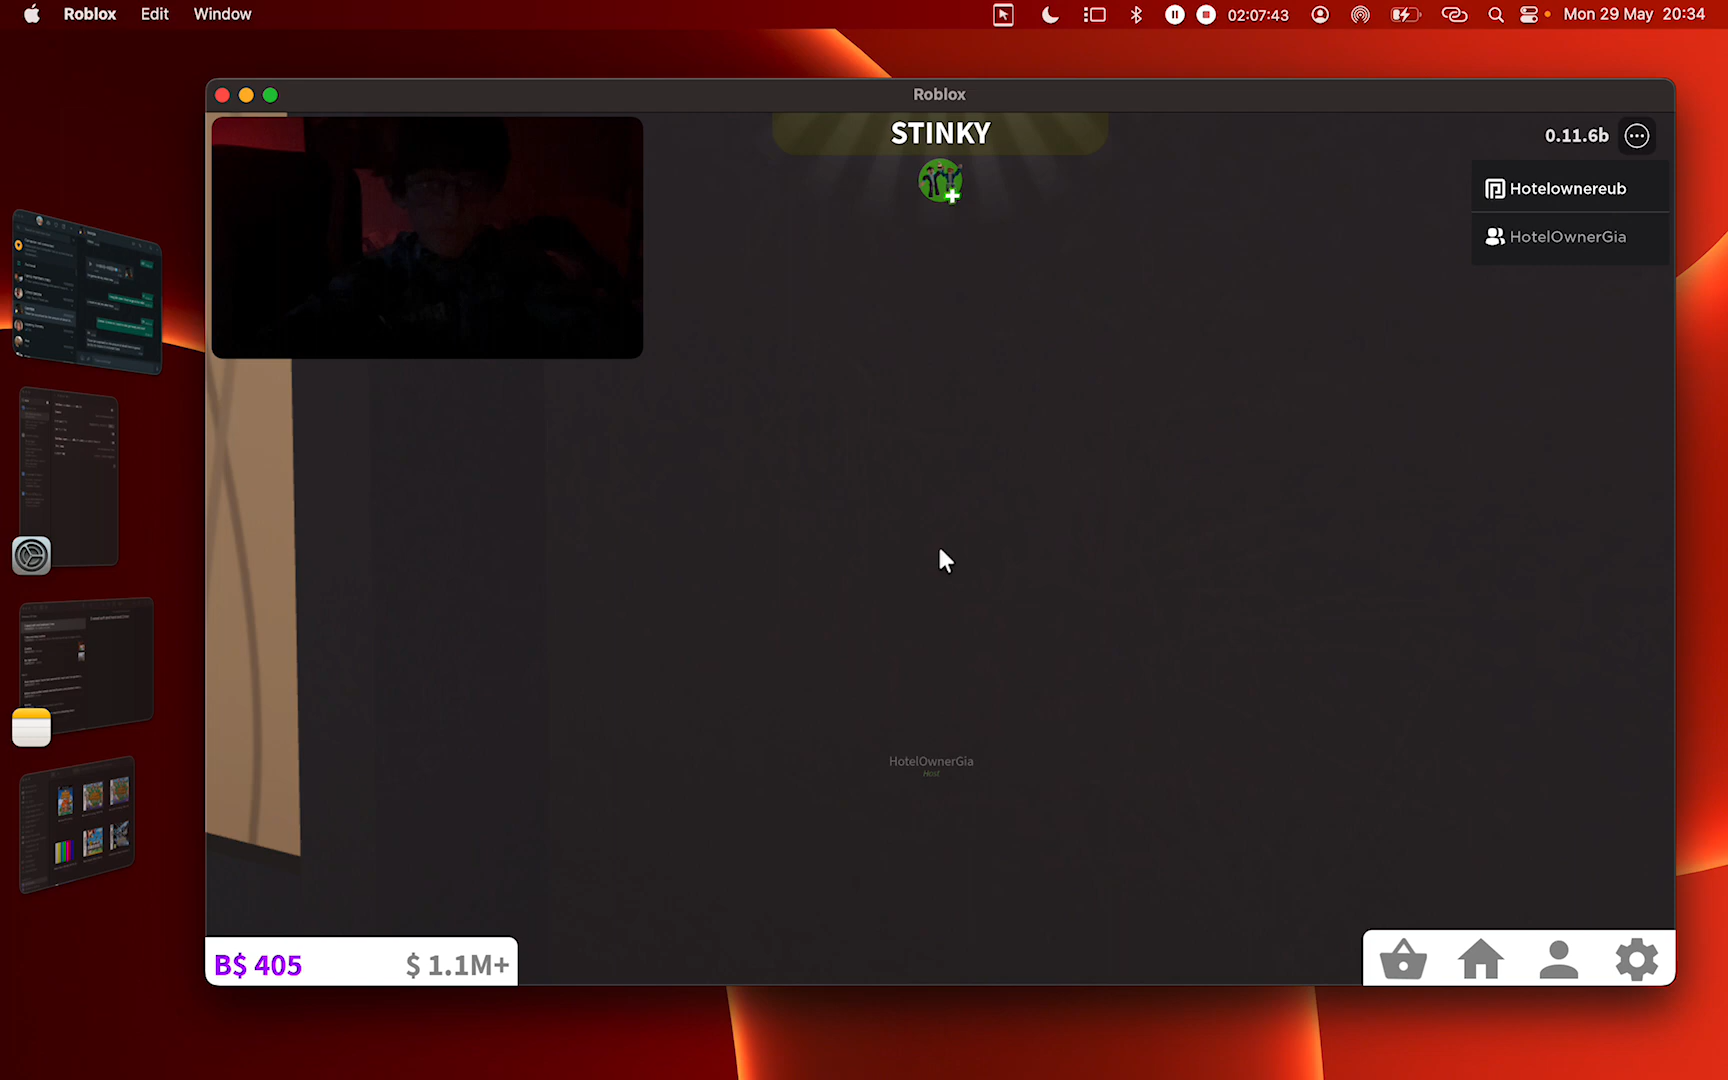 Roblox Edit Window
02:07:43 Mon 29 May 20:34
Roblox
STINKY
0.11.6b
Hotelownereub
HotelOwnerGia
HotelOwnerGia
Host
B$ 405 $ 1.1M+